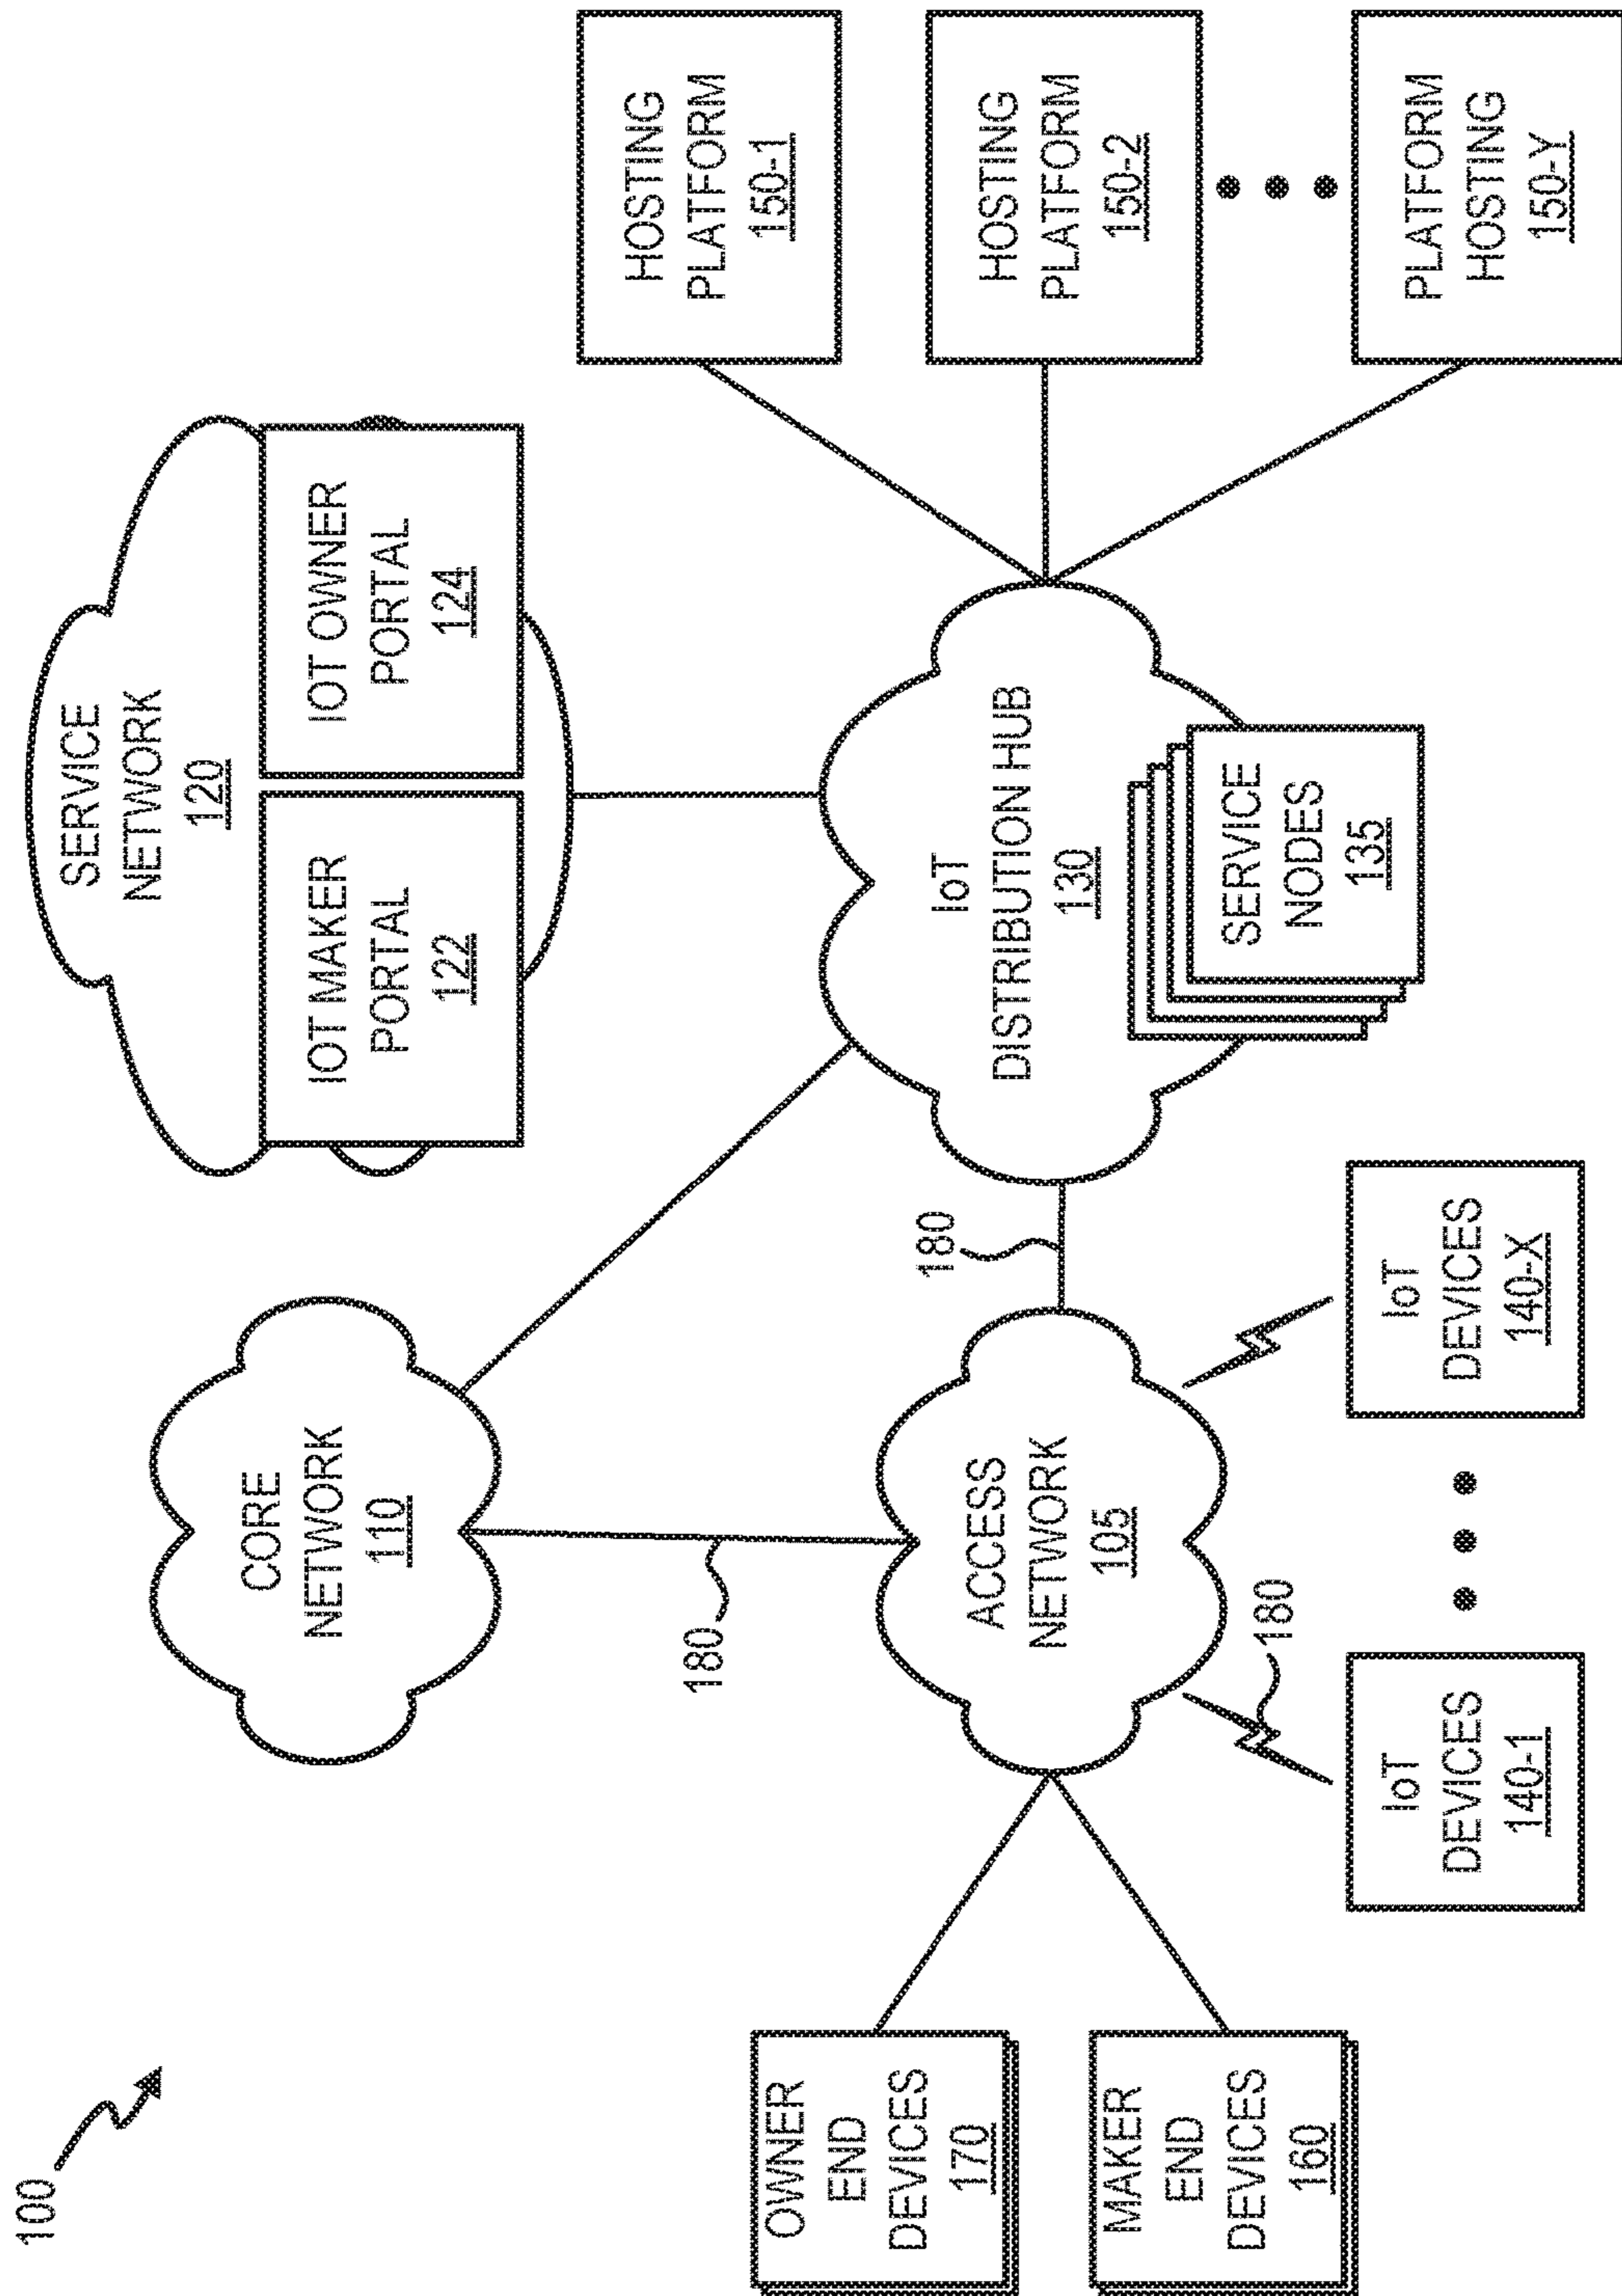 100
SERVICE
NETWORK
120
IOT MAKER
PORTAL
122
IOT OWNER
PORTAL
124
CORE
NETWORK
110
180
HOSTING
PLATFORM
150-1
HOSTING
PLATFORM
150-2
PLATFORM
HOSTING
150-Y
IoT
DISTRIBUTION HUB
130
SERVICE
NODES
135
180
ACCESS
NETWORK
105
180
OWNER
END
DEVICES
170
MAKER
END
DEVICES
160
IoT
DEVICES
140-1
IoT
DEVICES
140-X